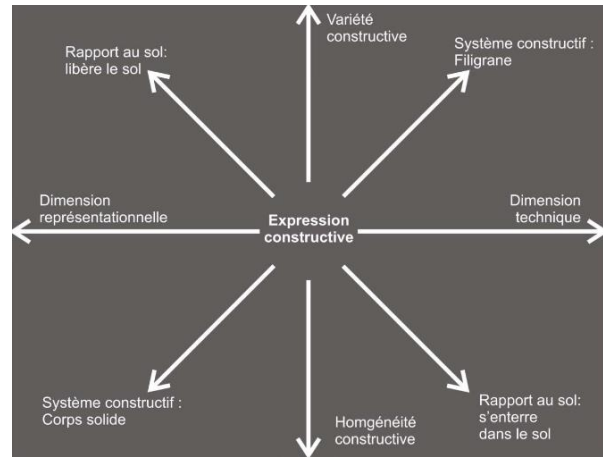 Variété
constructive
Rapport au sol:
libère le sol
Système constructif :
Filigrane
Dimension
représentationnelle
Expression
constructive
Dimension
technique
Système constructif :
Corps solide
Homgénéité
constructive
Rapport au sol:
s'enterre
dans le sol